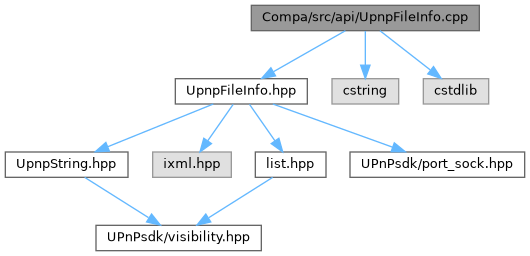 Compa/src/api/UpnpFileInfo.cpp
UpnpFileInfo.hpp
cstring
cstdlib
UpnpString.hpp
ixml.hpp
list.hpp
UPnPsdk/port_sock.hpp
UPnPsdk/visibility.hpp